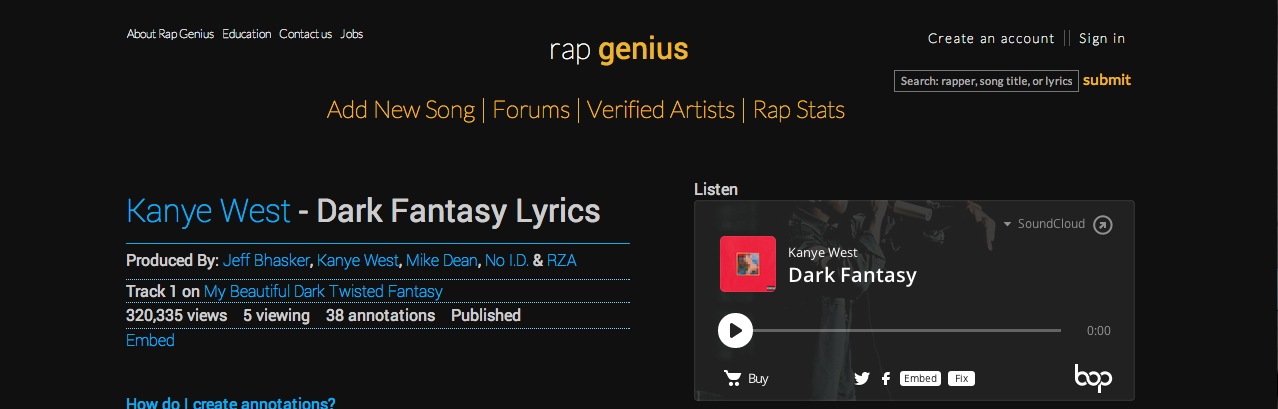 About Rap Genius Education Contact us Jobs
rap genius
Create an account Sign in
Search: rapper, song title, or lyrics submit
Add New Song | Forums | Verified Artists | Rap Stats
Kanye West - Dark Fantasy Lyrics
Produced By: Jeff Bhasker, Kanye West, Mike Dean, No I.D. & RZA
Track 1 on My Beautiful Dark Twisted Fantasy
320,335 views 5 viewing 38 annotations Published
Embed
How do I create annotations?
Listen
SoundCloud
Kanye West
Dark Fantasy
0:00
Buy Embed Fix
bop